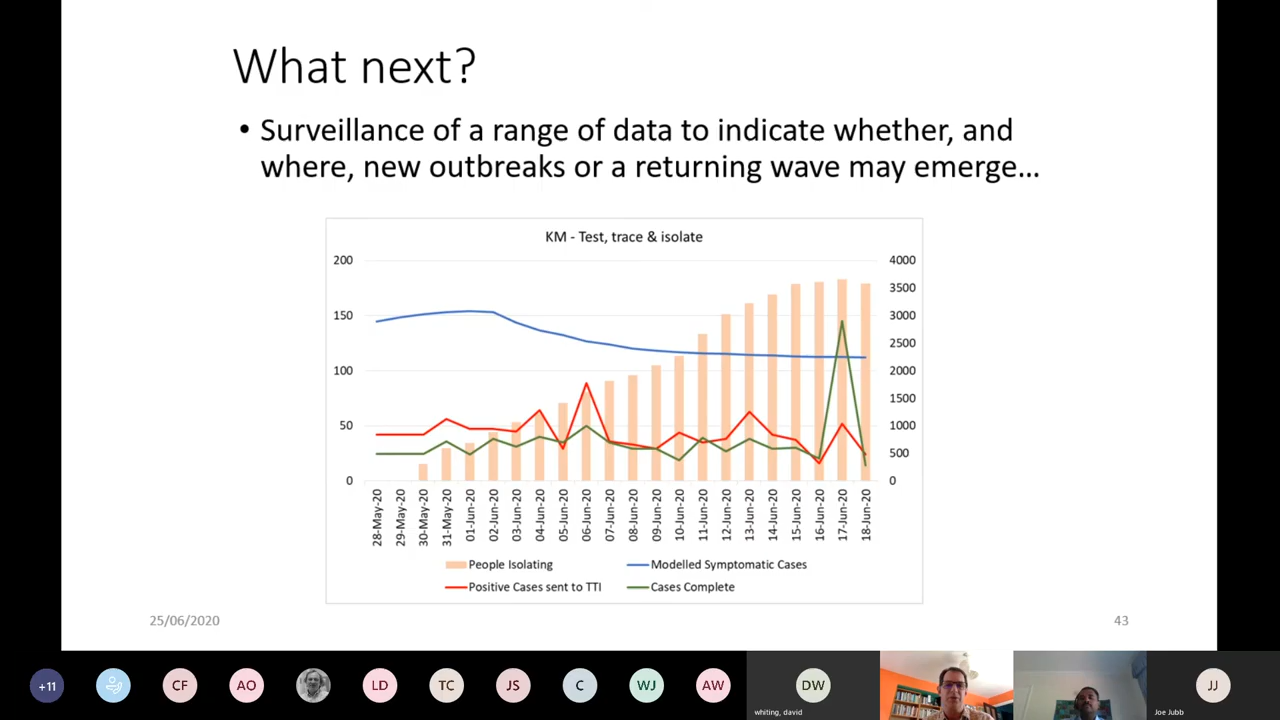 What next?
• Surveillance of a range of data to indicate whether, and
where, new outbreaks or a returning wave may emerge...
KM - Test, trace & isolate
200
150
100
50
0
4000
3500
3000
2500
2000
1500
1000
500
0
28-May-20
29-May-20
30-May-20
31-May-20
01-Jun-20
02-Jun-20
03-Jun-20
04-Jun-20
05-Jun-20
06-Jun-20
07-Jun-20
08-Jun-20
09-Jun-20
10-Jun-20
11-Jun-20
12-Jun-20
13-Jun-20
14-Jun-20
15-Jun-20
16-Jun-20
17-Jun-20
18-Jun-20
People Isolating
Modelled Symptomatic Cases
Positive Cases sent to TTI
Cases Complete
25/06/2020
43
+11
CF
AO
LD
TC
JS
C
WJ
AW
DW
JJ
whiting, david
Joe Jubb